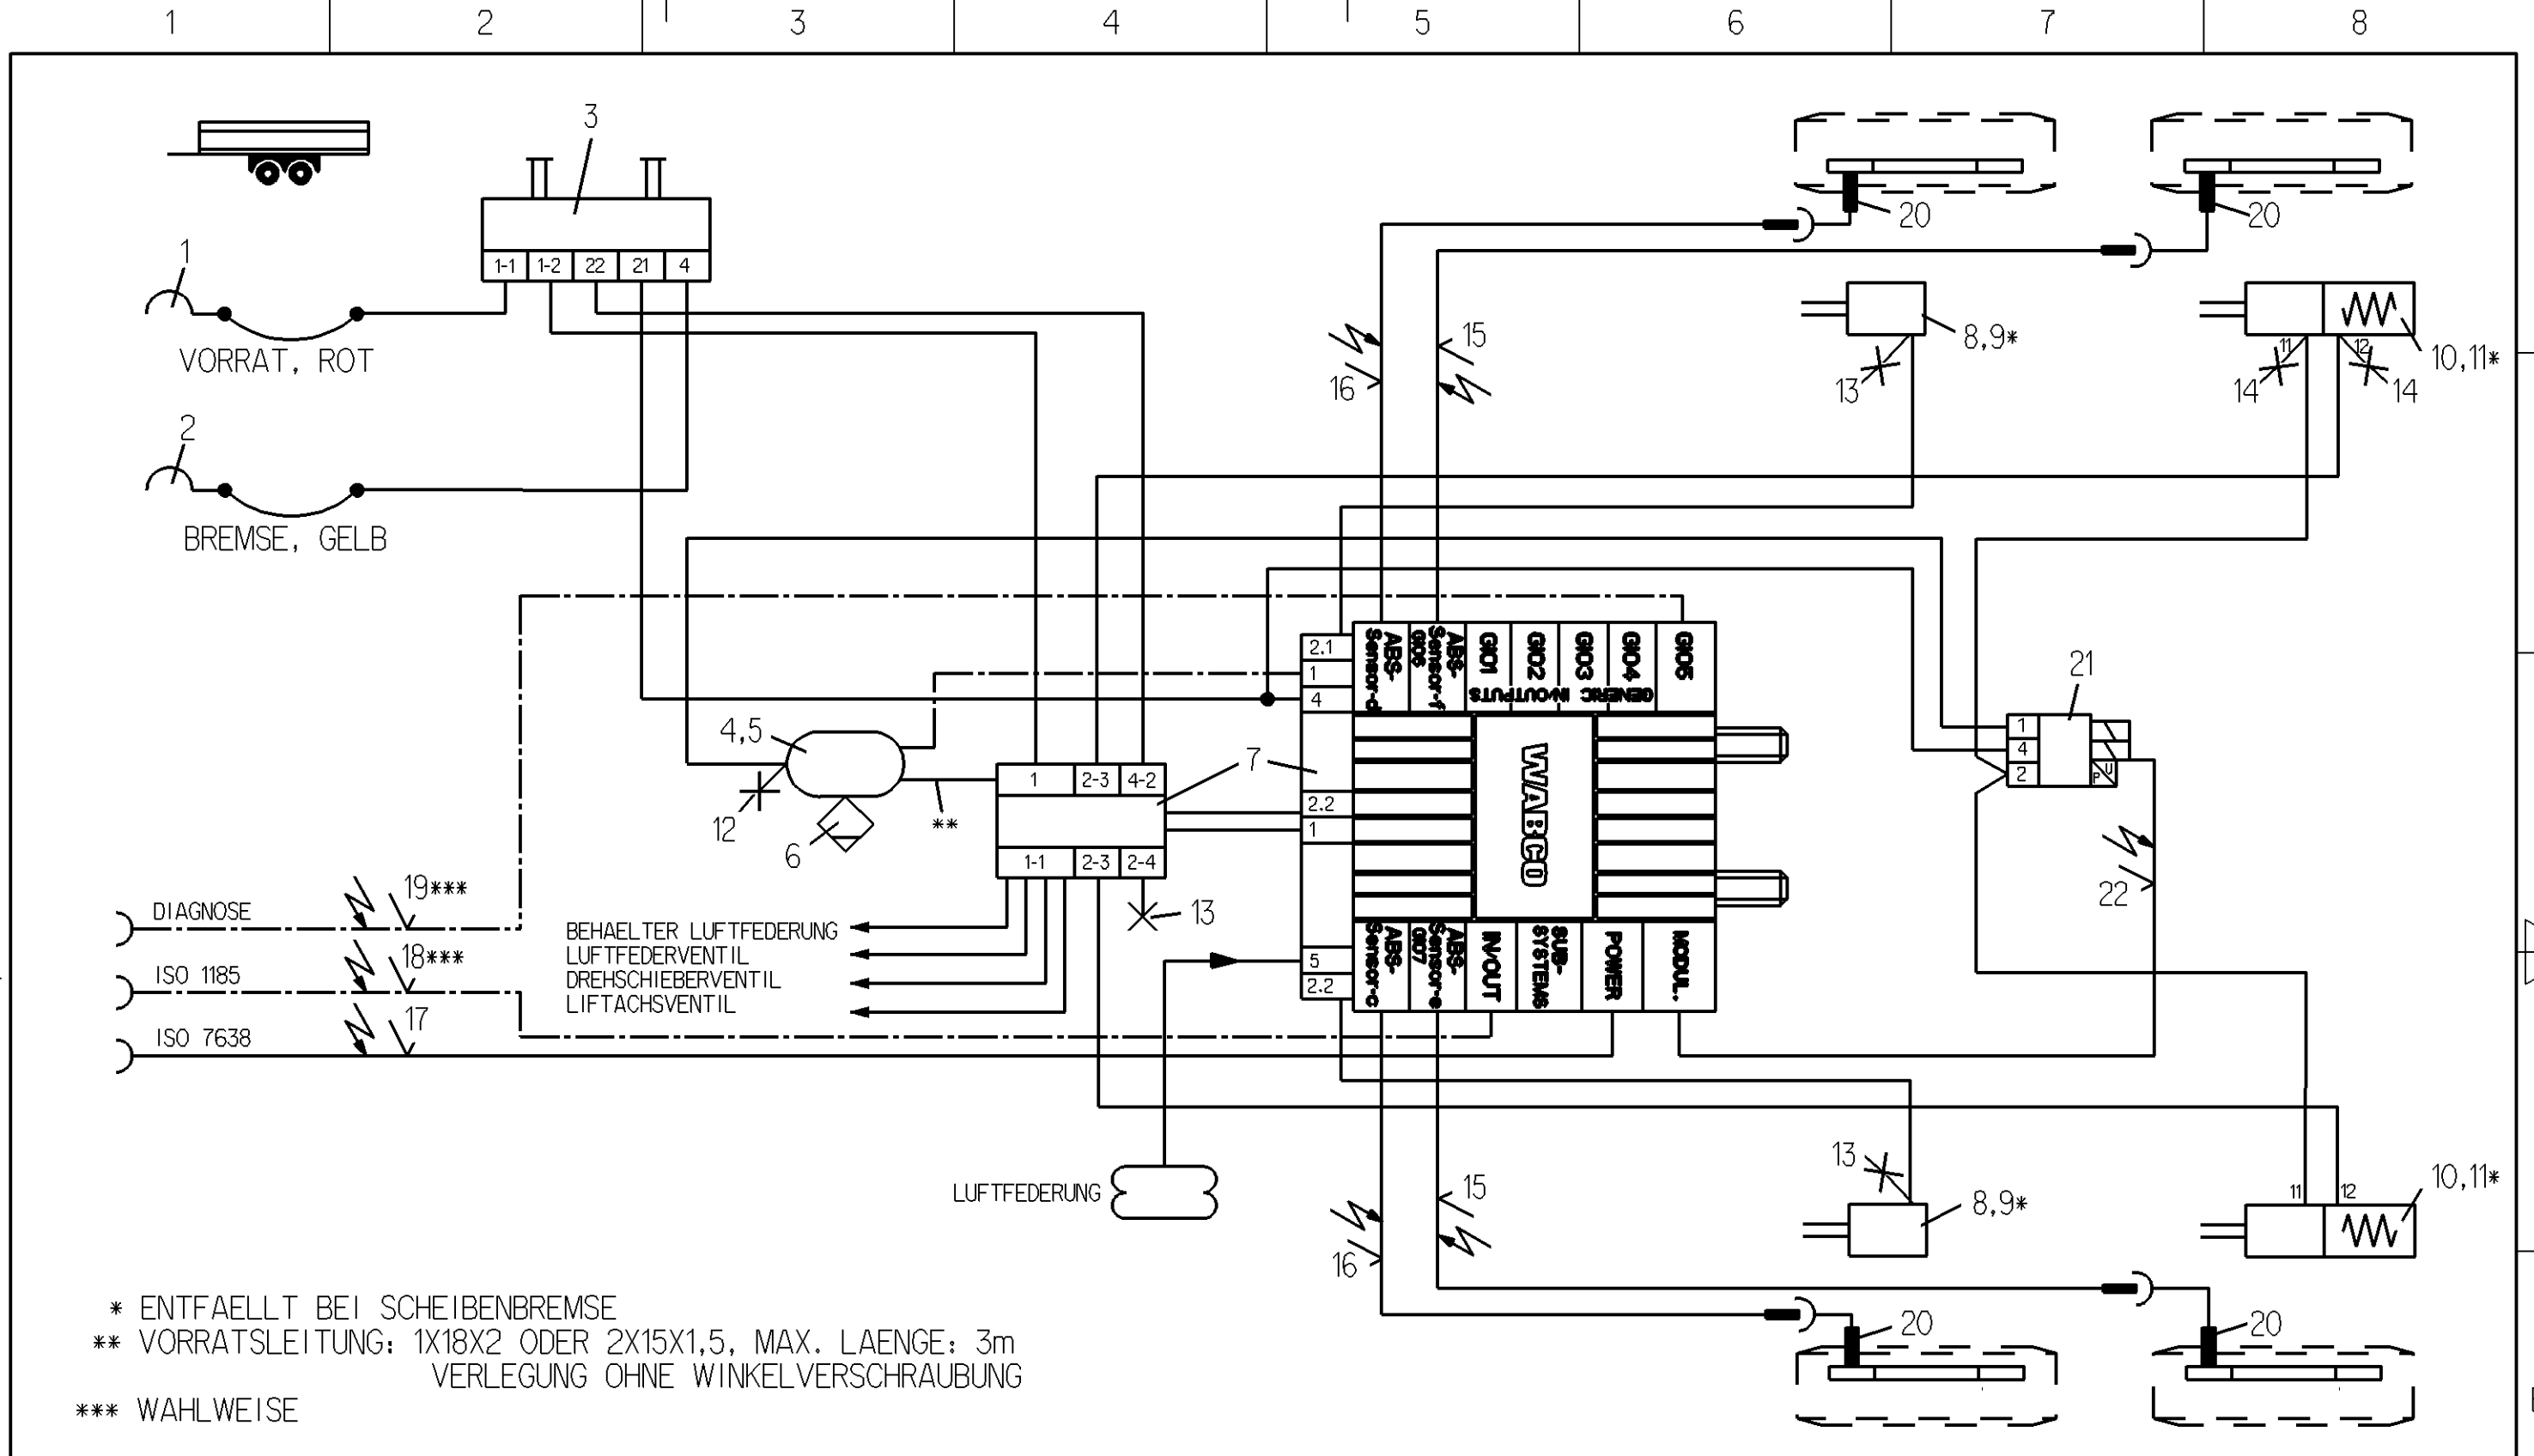 1 2 3 4 5 6 7 8
3
20 20
1
1-1 1-2 22 21 4
VORRAT, ROT
15
16
8,9*
13
11 12
10,11*
14 14
2
BREMSE, GELB
2.1
1
4
ABS-
Sensor-d
ABS-
Sensor-f
GIO6
GIO1
GIO2
GIO3
GIO4
GIO5
GENERIC IN/OUTPUTS
21
1
4
2
P U
4,5
7
1 2-3 4-2
12
6
**
2.2
1
WABCO
1-1 2-3 2-4
22
19***
DIAGNOSE
13
BEHAELTER LUFTFEDERUNG
LUFTFEDERVENTIL
DREHSCHIEBERVENTIL
LIFTACHSVENTIL
18***
ISO 1185
17
ISO 7638
5
2.2
ABS-
Sensor-c
ABS-
Sensor-e
GIO7
IN/OUT
SUB-
SYSTEMS
POWER
MODUL..
13
LUFTFEDERUNG
15
16
8,9*
11 12
10,11*
20 20
* ENTFAELLT BEI SCHEIBENBREMSE
** VORRATSLEITUNG: 1X18X2 ODER 2X15X1,5, MAX. LAENGE: 3m
VERLEGUNG OHNE WINKELVERSCHRAUBUNG
*** WAHLWEISE